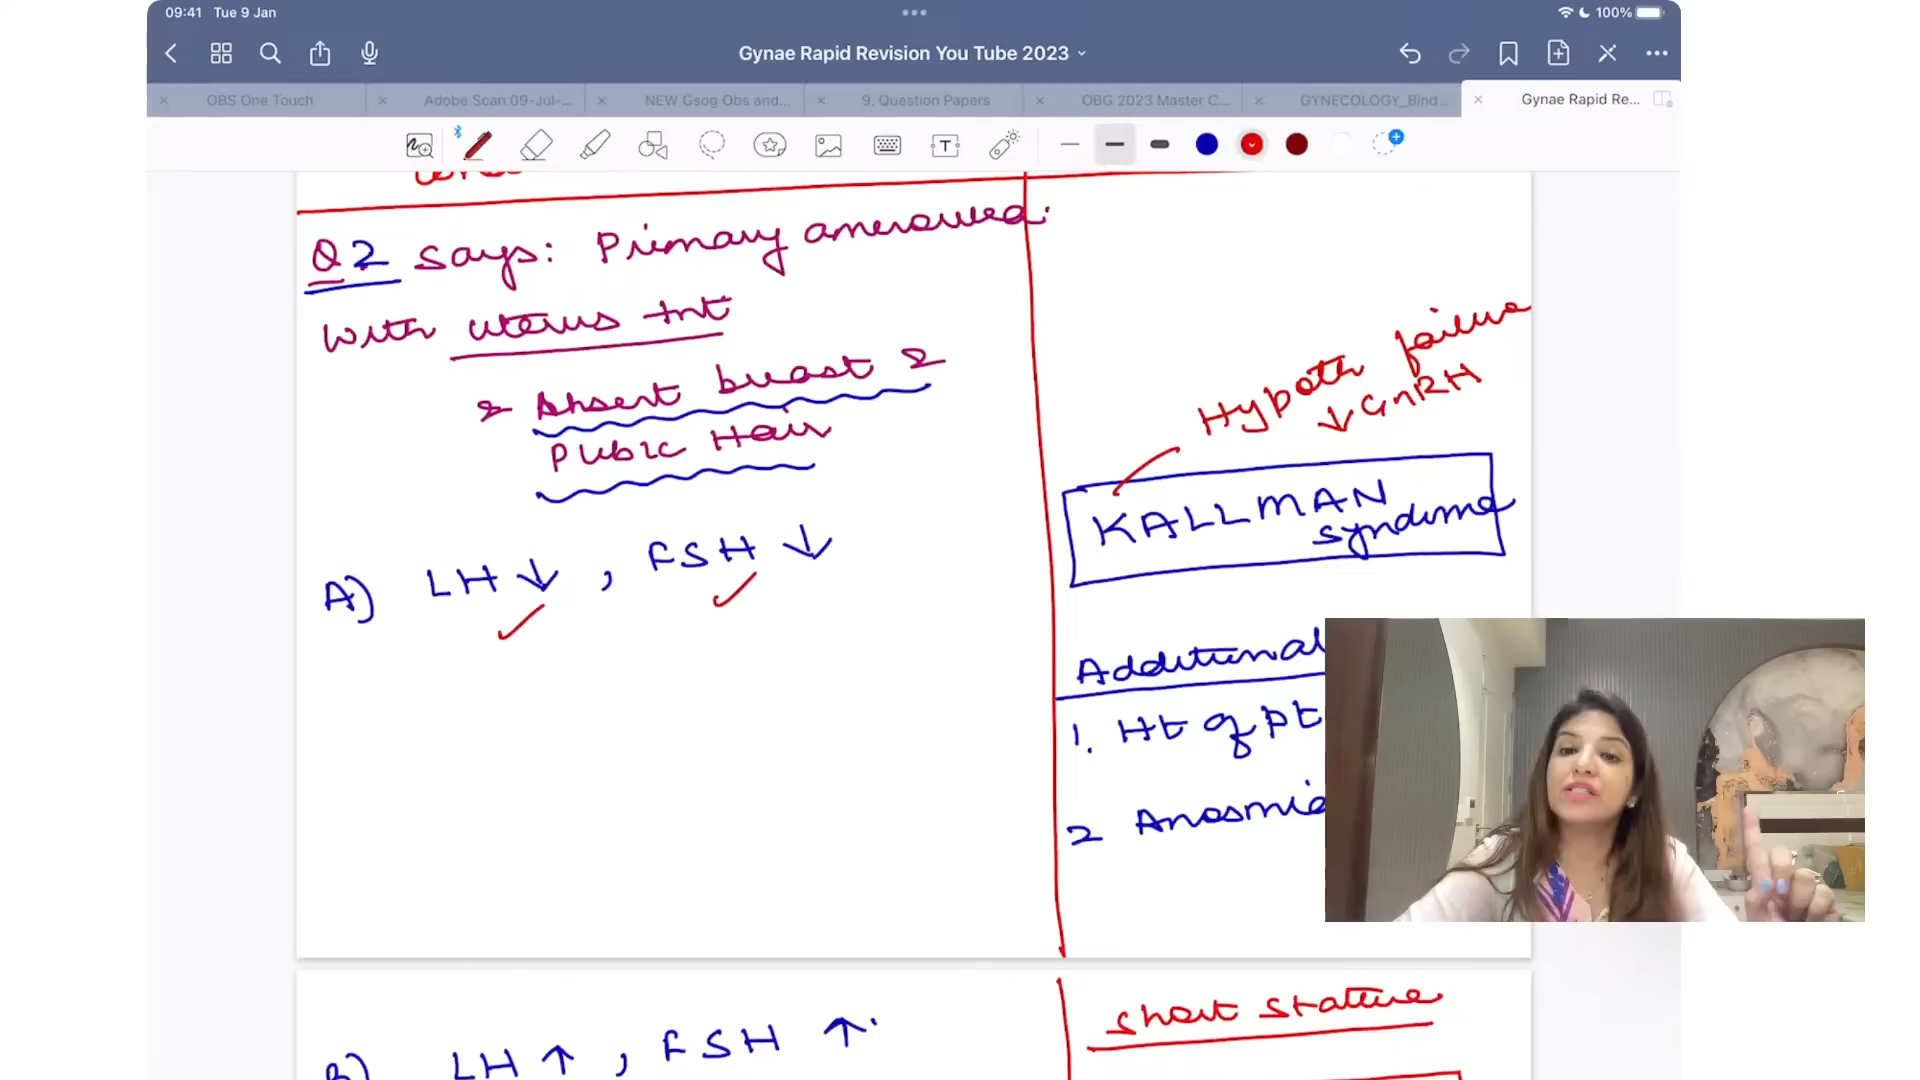 09:41 Tue 9 Jan
100%
Gynae Rapid Revision You Tube 2023
OBS One Touch
Adobe Scan 09-Jul-...
NEW Gsog Obs and...
9. Question Papers
OBG 2023 Master C...
GYNECOLOGY_Bind...
Gynae Rapid Re...
Q2 says: Primary
with uterus +nt
& Absent breast &
Pubic Hair
A) LH ↓ , FSH ↓
Hypoth failure
↓ GnRH
KALLMAN
syndrome
Additional
1. Ht of pt
2 Anosmia
B) LH ↑ , FSH ↑
Short stature